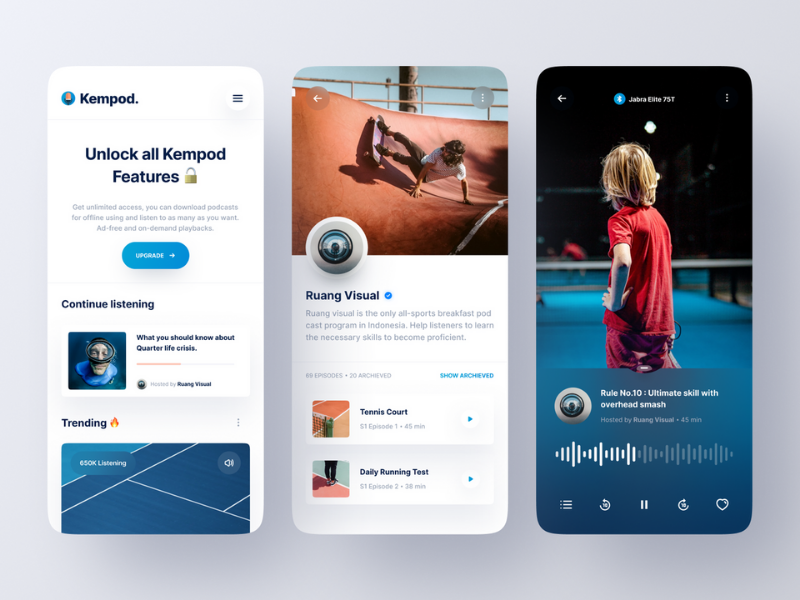 Kempod.
Unlock all Kempod
Features
Get unlimited access, you can download podcasts
for offline using and listen to as many as you want.
Ad-free and on-demand playbacks.
UPGRADE
Continue listening
What you should know about
Quarter life crisis.
Hosted by Ruang Visual
Trending
650K Listening
Ruang Visual
Ruang visual is the only all-sports breakfast pod
cast program in Indonesia. Help listeners to learn
the necessary skills to become proficient.
69 EPISODES • 20 ARCHIEVED
SHOW ARCHIEVED
Tennis Court
S1 Episode 1 • 45 min
Daily Running Test
S1 Episode 2 • 38 min
Jabra Elite 75T
Rule No.10 : Ultimate skill with
overhead smash
Hosted by Ruang Visual • 45 min